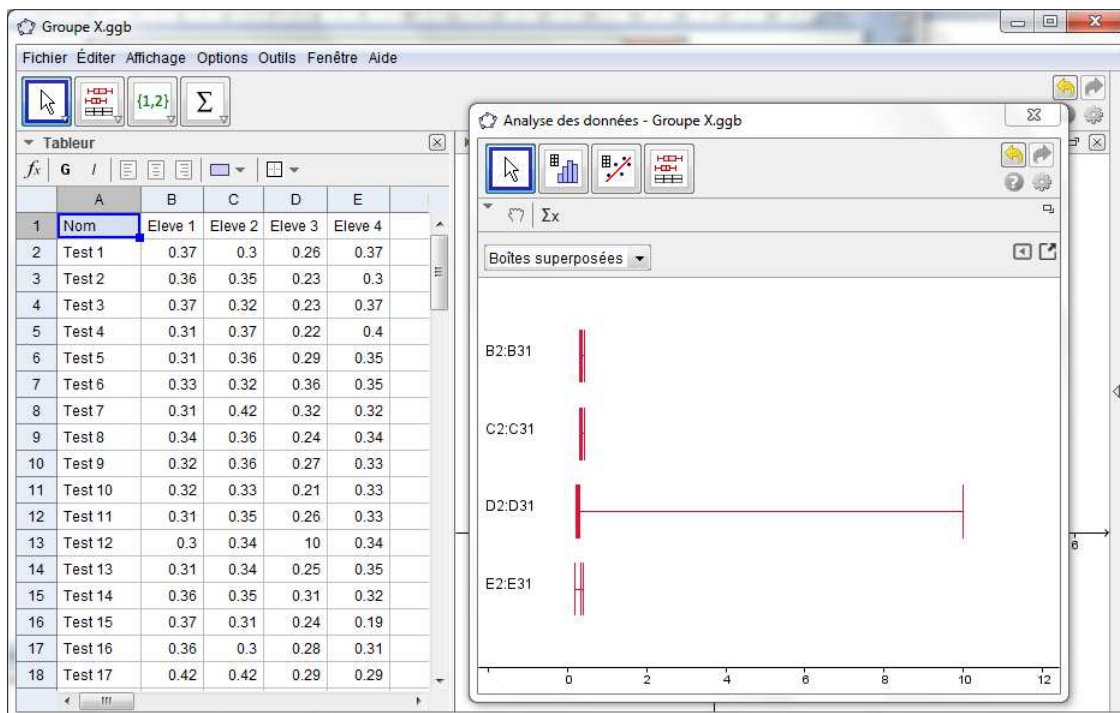 Groupe X.ggb
Fichier Éditer Affichage Options Outils Fenêtre Aide
{1,2} Σ
Tableur
fx G I
A B C D E
1 Nom Eleve 1 Eleve 2 Eleve 3 Eleve 4
2 Test 1 0.37 0.3 0.26 0.37
3 Test 2 0.36 0.35 0.23 0.3
4 Test 3 0.37 0.32 0.23 0.37
5 Test 4 0.31 0.37 0.22 0.4
6 Test 5 0.31 0.36 0.29 0.35
7 Test 6 0.33 0.32 0.36 0.35
8 Test 7 0.31 0.42 0.32 0.32
9 Test 8 0.34 0.36 0.24 0.34
10 Test 9 0.32 0.36 0.27 0.33
11 Test 10 0.32 0.33 0.21 0.33
12 Test 11 0.31 0.35 0.26 0.33
13 Test 12 0.3 0.34 10 0.34
14 Test 13 0.31 0.34 0.25 0.35
15 Test 14 0.36 0.35 0.31 0.32
16 Test 15 0.37 0.31 0.24 0.19
17 Test 16 0.36 0.3 0.28 0.31
18 Test 17 0.42 0.42 0.29 0.29
Analyse des données - Groupe X.ggb
Σx
Boîtes superposées
B2:B31
C2:C31
D2:D31
E2:E31
0 2 4 6 8 10 12
6